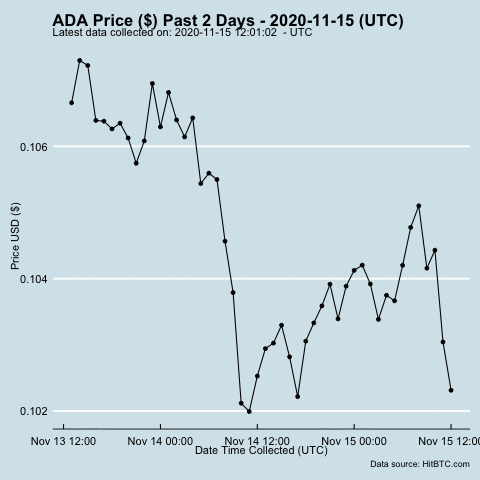 ADA Price ($) Past 2 Days - 2020-11-15 (UTC)
Latest data collected on: 2020-11-15 12:01:02 - UTC
0.106
0.104
0.102
Price USD ($)
Nov 13 12:00 Nov 14 00:00 Nov 14 12:00 Nov 15 00:00 Nov 15 12:00
Date Time Collected (UTC)
Data source: HitBTC.com